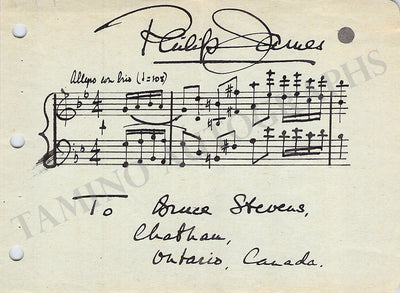 Philip James
Allegro con brio (♩=108)
To Bruce Stevens,
Chatham,
Ontario, Canada.
TAMINO AUTOGRAPHS